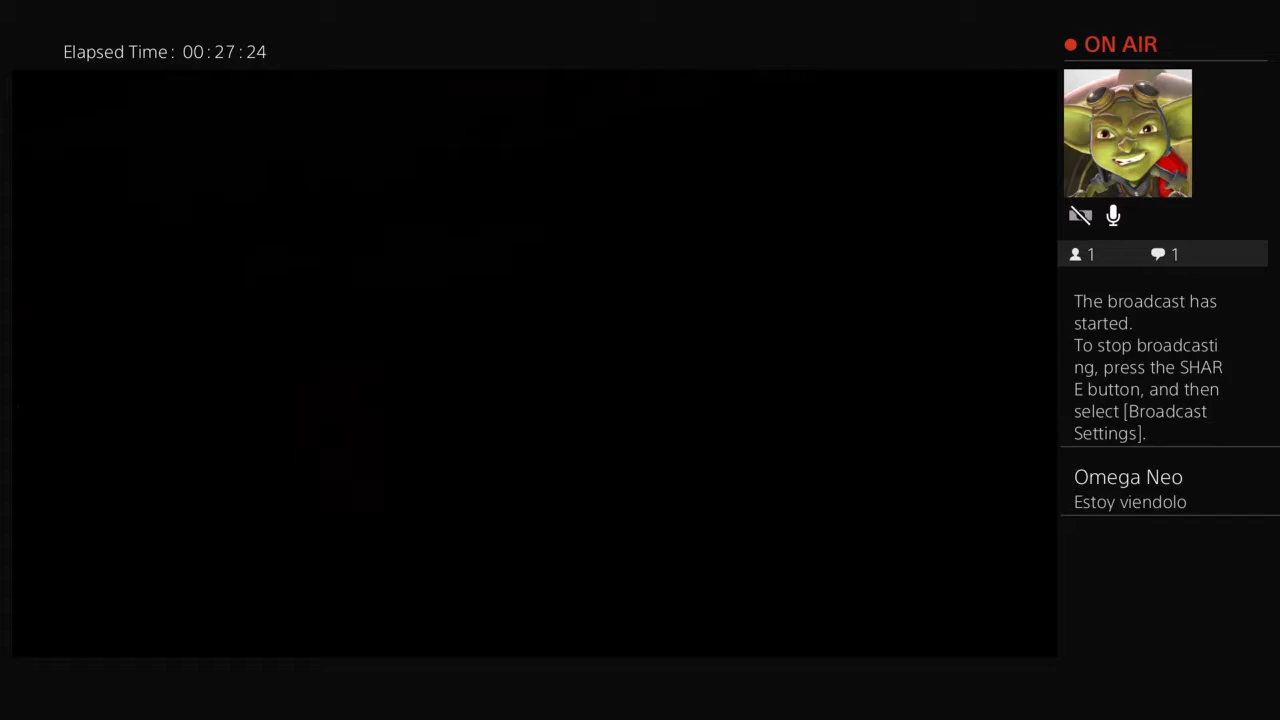 Elapsed Time: 00:27:24
ON AIR
1 1
The broadcast has
started.
To stop broadcasti
ng, press the SHAR
E button, and then
select [Broadcast
Settings].
Omega Neo
Estoy viendolo